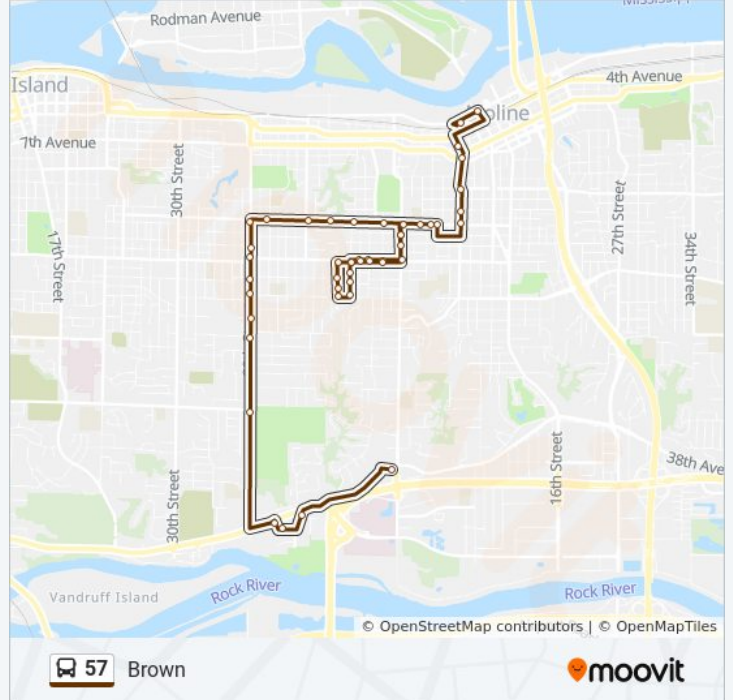 Rodman Avenue
Island
4th Avenue
7th Avenue
30th Street
17th Street
27th Street
34th Street
16th Street
38th Ave
30th Street
Rock River
Vandruff Island
Rock River
© OpenStreetMap contributors | © OpenMapTiles
57 Brown
moovit